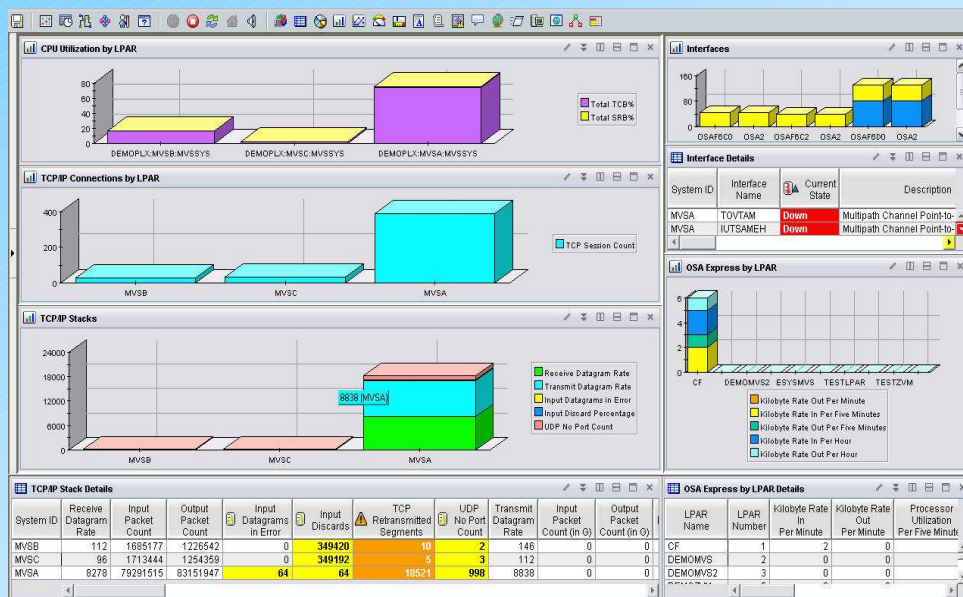 CPU Utilization by LPAR
80
60
40
20
0
DEMOPLX:MVSB:MVSSYS
DEMOPLX:MVSC:MVSSYS
DEMOPLX:MVSA:MVSSYS
Total TCB%
Total SRB%
Interfaces
160
80
0
OSAF6C0
OSA2
OSAF6C2
OSA2
OSAF6D0
OSA2
TCP/IP Connections by LPAR
400
200
0
MVSB
MVSC
MVSA
TCP Session Count
Interface Details
System ID Interface Name Current State Description
MVSA TOVTAM Down Multipath Channel Point-to-
MVSA IUTSAMEH Down Multipath Channel Point-to-
TCP/IP Stacks
24000
18000
12000
6000
0
8838 (MVSA)
MVSB
MVSC
MVSA
Receive Datagram Rate
Transmit Datagram Rate
Input Datagrams in Error
Input Discard Percentage
UDP No Port Count
OSA Express by LPAR
6
4
2
0
CF
DEMOMVS2
ESYSMVS
TESTLPAR
TESTZVM
Kilobyte Rate Out Per Minute
Kilobyte Rate In Per Five Minutes
Kilobyte Rate Out Per Five Minutes
Kilobyte Rate In Per Hour
Kilobyte Rate Out Per Hour
TCP/IP Stack Details
System ID Receive Datagram Rate Input Packet Count Output Packet Count Input Datagrams in Error Input Discards TCP Retransmitted Segments UDP No Port Count Transmit Datagram Rate Input Packet Count (in G) Output Packet Count (in G)
MVSB 112 1685177 1226542 0 349420 10 2 146 0 0
MVSC 96 1713444 1254359 0 349192 5 3 112 0 0
MVSA 8278 79291515 83151947 64 64 18521 998 8838 0 0
OSA Express by LPAR Details
LPAR Name LPAR Number Kilobyte Rate In Per Minute Kilobyte Rate Out Per Minute Processor Utilization Per Five Minute
CF 1 2 0
DEMOMVS 2 0 0
DEMOMVS2 3 0 0